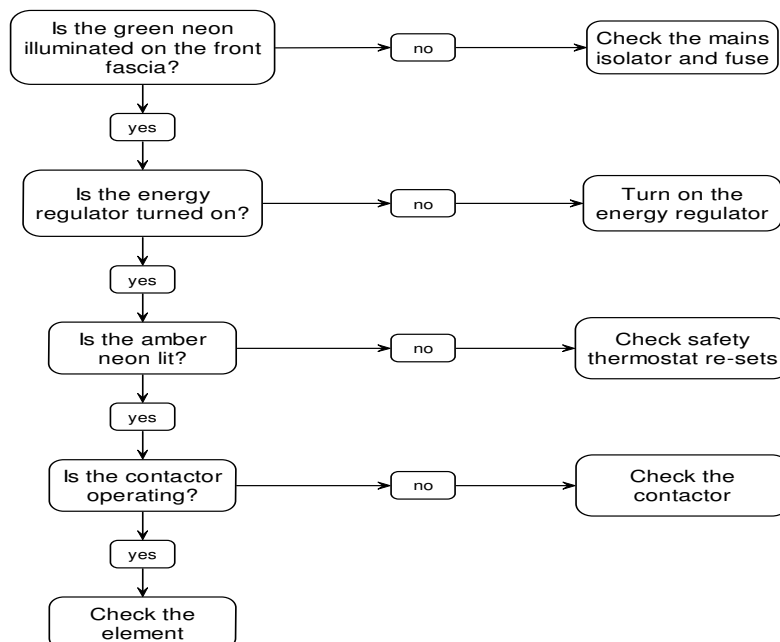 Is the green neon
illuminated on the front
fascia?
no
Check the mains
isolator and fuse
yes
Is the energy
regulator turned on?
no
Turn on the
energy regulator
yes
Is the amber
neon lit?
no
Check safety
thermostat re-sets
yes
Is the contactor
operating?
no
Check the
contactor
yes
Check the
element